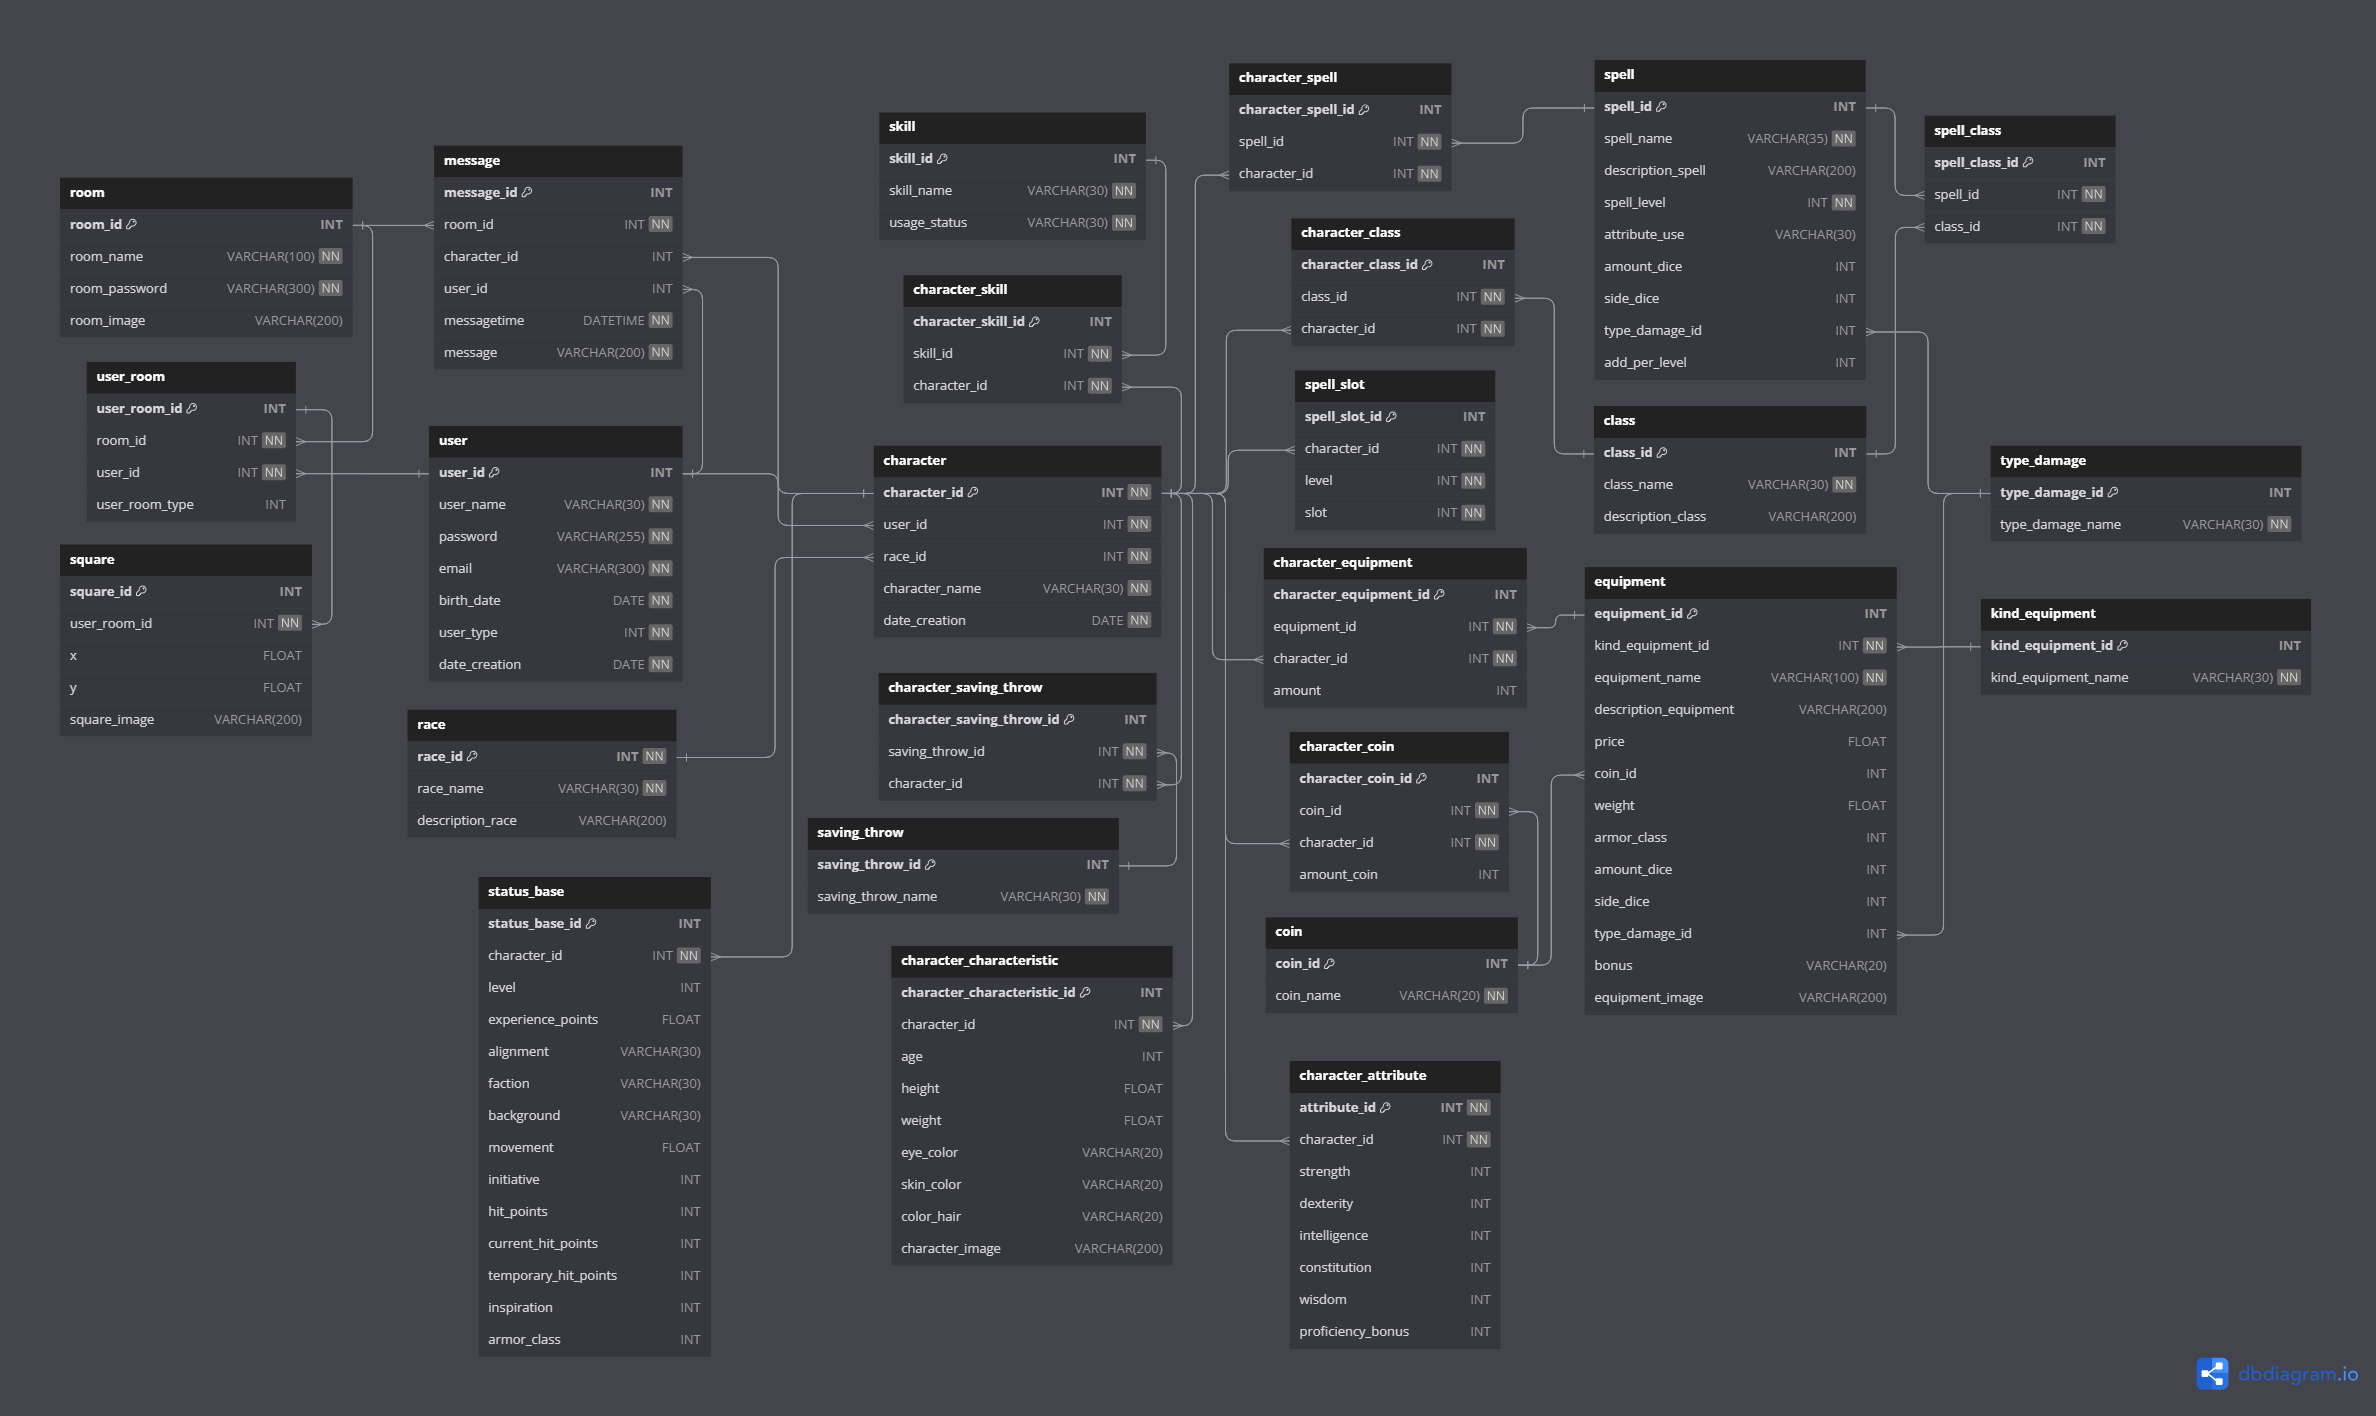 room
room_id INT
room_name VARCHAR(100) NN
room_password VARCHAR(300) NN
room_image VARCHAR(200)
user_room
user_room_id INT
room_id INT NN
user_id INT NN
user_room_type INT
square
square_id INT
user_room_id INT NN
x FLOAT
y FLOAT
square_image VARCHAR(200)
message
message_id INT
room_id INT NN
character_id INT
user_id INT
messagetime DATETIME NN
message VARCHAR(200) NN
user
user_id INT
user_name VARCHAR(30) NN
password VARCHAR(255) NN
email VARCHAR(300) NN
birth_date DATE NN
user_type INT NN
date_creation DATE NN
race
race_id INT NN
race_name VARCHAR(30) NN
description_race VARCHAR(200)
status_base
status_base_id INT
character_id INT NN
level INT
experience_points FLOAT
alignment VARCHAR(30)
faction VARCHAR(30)
background VARCHAR(30)
movement FLOAT
initiative INT
hit_points INT
current_hit_points INT
temporary_hit_points INT
inspiration INT
armor_class INT
skill
skill_id INT
skill_name VARCHAR(30) NN
usage_status VARCHAR(30) NN
character_skill
character_skill_id INT
skill_id INT NN
character_id INT NN
character
character_id INT NN
user_id INT NN
race_id INT NN
character_name VARCHAR(30) NN
date_creation DATE NN
character_saving_throw
character_saving_throw_id INT
saving_throw_id INT NN
character_id INT NN
saving_throw
saving_throw_id INT
saving_throw_name VARCHAR(30) NN
character_characteristic
character_characteristic_id INT
character_id INT NN
age INT
height FLOAT
weight FLOAT
eye_color VARCHAR(20)
skin_color VARCHAR(20)
color_hair VARCHAR(20)
character_image VARCHAR(200)
character_spell
character_spell_id INT
spell_id INT NN
character_id INT NN
character_class
character_class_id INT
class_id INT NN
character_id INT NN
spell_slot
spell_slot_id INT
character_id INT NN
level INT NN
slot INT NN
character_equipment
character_equipment_id INT
equipment_id INT NN
character_id INT NN
amount INT
character_coin
character_coin_id INT
coin_id INT NN
character_id INT NN
amount_coin INT
coin
coin_id INT
coin_name VARCHAR(20) NN
character_attribute
attribute_id INT NN
character_id INT NN
strength INT
dexterity INT
intelligence INT
constitution INT
wisdom INT
proficiency_bonus INT
spell
spell_id INT
spell_name VARCHAR(35) NN
description_spell VARCHAR(200)
spell_level INT NN
attribute_use VARCHAR(30)
amount_dice INT
side_dice INT
type_damage_id INT
add_per_level INT
class
class_id INT
class_name VARCHAR(30) NN
description_class VARCHAR(200)
equipment
equipment_id INT
kind_equipment_id INT NN
equipment_name VARCHAR(100) NN
description_equipment VARCHAR(200)
price FLOAT
coin_id INT
weight FLOAT
armor_class INT
amount_dice INT
side_dice INT
type_damage_id INT
bonus VARCHAR(20)
equipment_image VARCHAR(200)
spell_class
spell_class_id INT
spell_id INT NN
class_id INT NN
type_damage
type_damage_id INT
type_damage_name VARCHAR(30) NN
kind_equipment
kind_equipment_id INT
kind_equipment_name VARCHAR(30) NN
dbdiagram.io